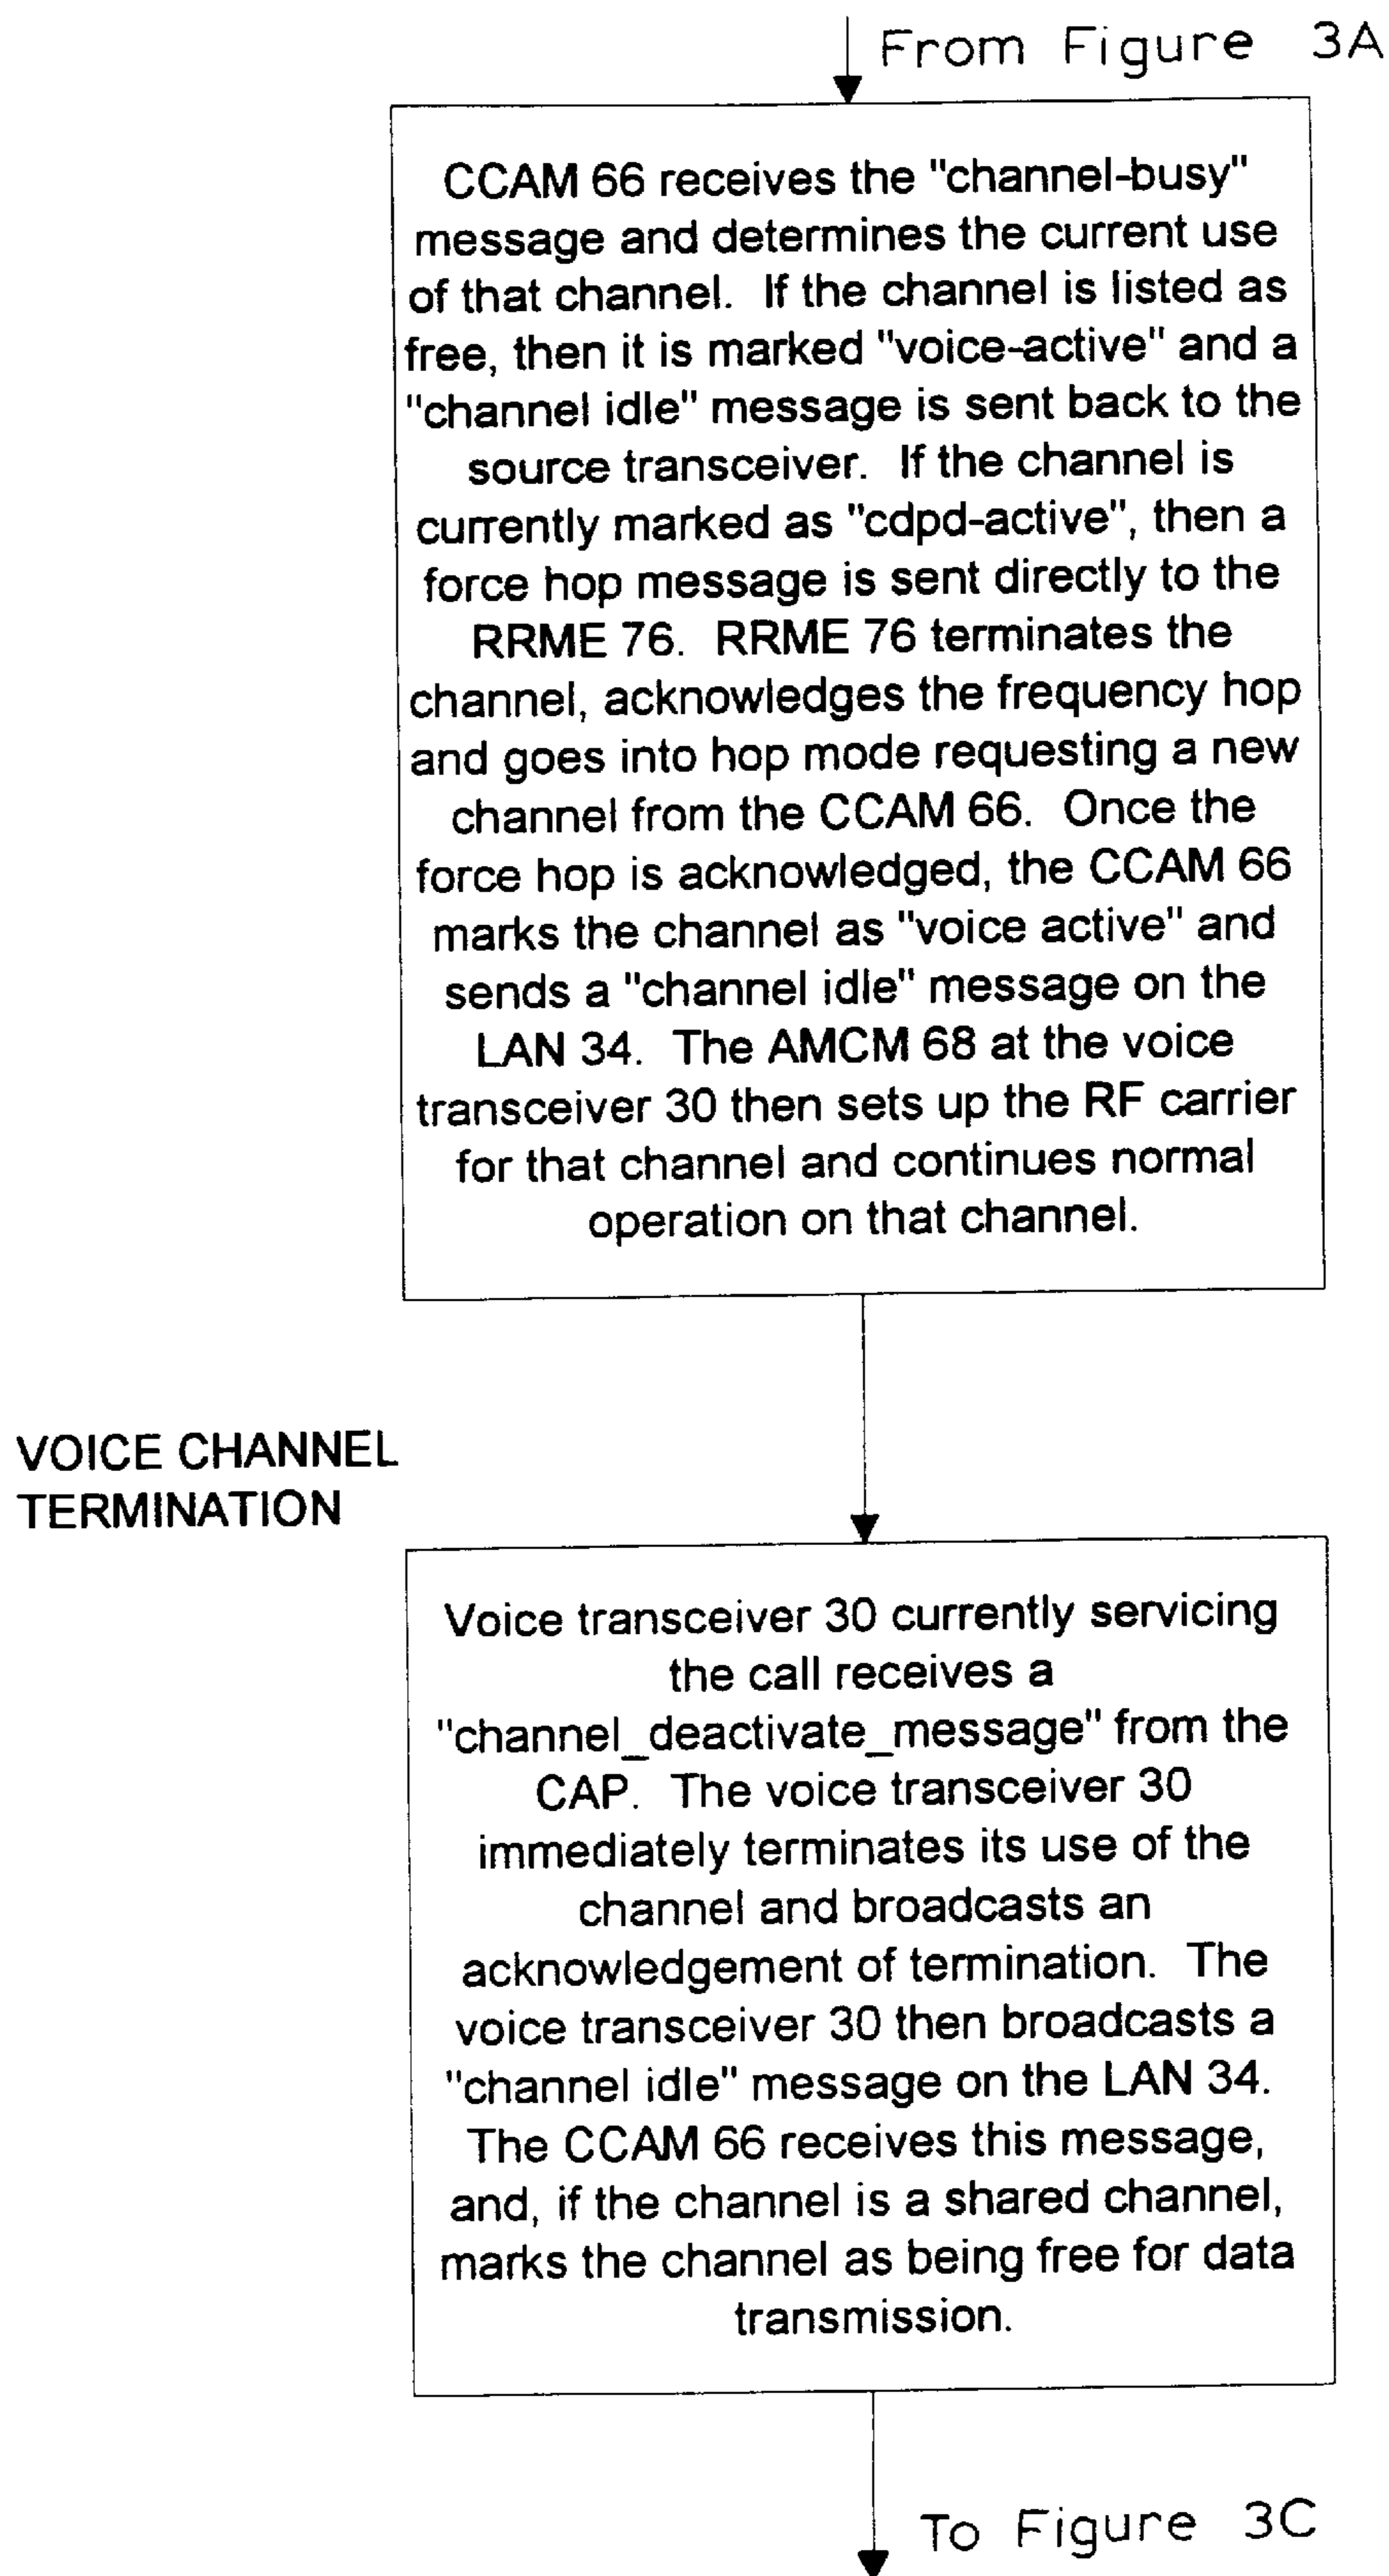 From Figure 3A
CCAM 66 receives the "channel-busy"
message and determines the current use
of that channel. If the channel is listed as
free, then it is marked "voice-active" and a
"channel idle" message is sent back to the
source transceiver. If the channel is
currently marked as "cdpd-active", then a
force hop message is sent directly to the
RRME 76. RRME 76 terminates the
channel, acknowledges the frequency hop
and goes into hop mode requesting a new
channel from the CCAM 66. Once the
force hop is acknowledged, the CCAM 66
marks the channel as "voice active" and
sends a "channel idle" message on the
LAN 34. The AMCM 68 at the voice
transceiver 30 then sets up the RF carrier
for that channel and continues normal
operation on that channel.
VOICE CHANNEL
TERMINATION
Voice transceiver 30 currently servicing
the call receives a
"channel_deactivate_message" from the
CAP. The voice transceiver 30
immediately terminates its use of the
channel and broadcasts an
acknowledgement of termination. The
voice transceiver 30 then broadcasts a
"channel idle" message on the LAN 34.
The CCAM 66 receives this message,
and, if the channel is a shared channel,
marks the channel as being free for data
transmission.
To Figure 3C